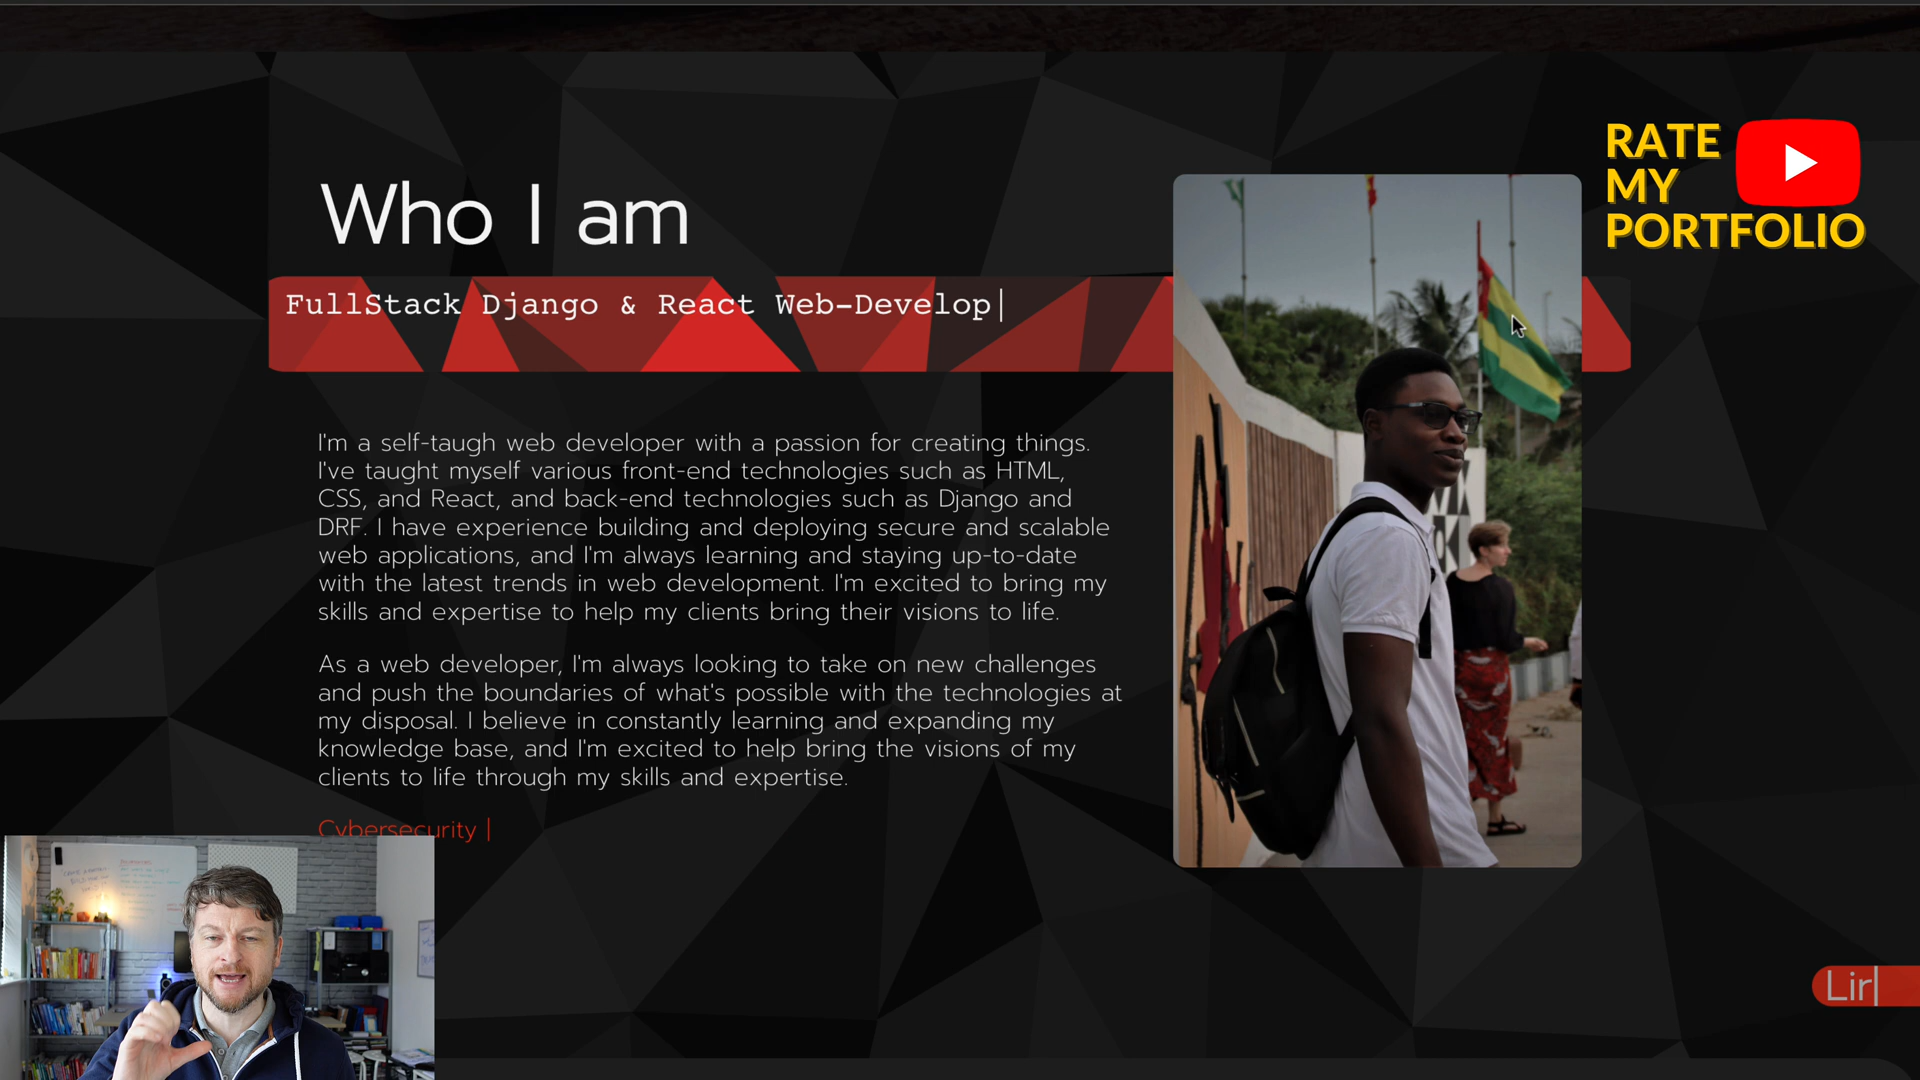 RATE
MY
PORTFOLIO
Who I am
FullStack Django & React Web-Develop
I'm a self-taugh web developer with a passion for creating things.
I've taught myself various front-end technologies such as HTML,
CSS, and React, and back-end technologies such as Django and
DRF. I have experience building and deploying secure and scalable
web applications, and I'm always learning and staying up-to-date
with the latest trends in web development. I'm excited to bring my
skills and expertise to help my clients bring their visions to life.
As a web developer, I'm always looking to take on new challenges
and push the boundaries of what's possible with the technologies at
my disposal. I believe in constantly learning and expanding my
knowledge base, and I'm excited to help bring the visions of my
clients to life through my skills and expertise.
Cybersecurity
Lir